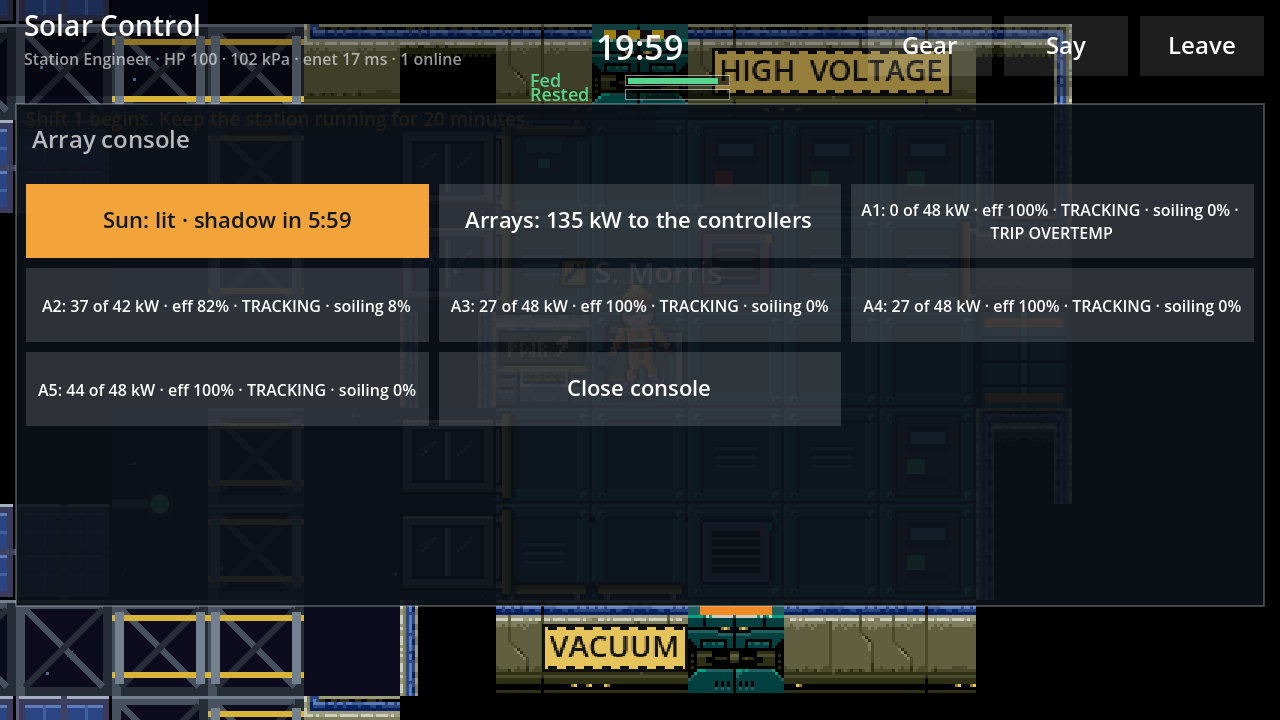 Solar Control
Station Engineer · HP 100 · 102 kPa · enet 17 ms · 1 online
19:59
Fed
Rested
HIGH VOLTAGE
Gear
Say
Leave
Shift 1 begins. Keep the station running for 20 minutes.
Array console
Sun: lit · shadow in 5:59
Arrays: 135 kW to the controllers
A1: 0 of 48 kW · eff 100% · TRACKING · soiling 0% ·
TRIP OVERTEMP
S. Morris
A2: 37 of 42 kW · eff 82% · TRACKING · soiling 8%
A3: 27 of 48 kW · eff 100% · TRACKING · soiling 0%
A4: 27 of 48 kW · eff 100% · TRACKING · soiling 0%
PWR
A5: 44 of 48 kW · eff 100% · TRACKING · soiling 0%
Close console
VACUUM